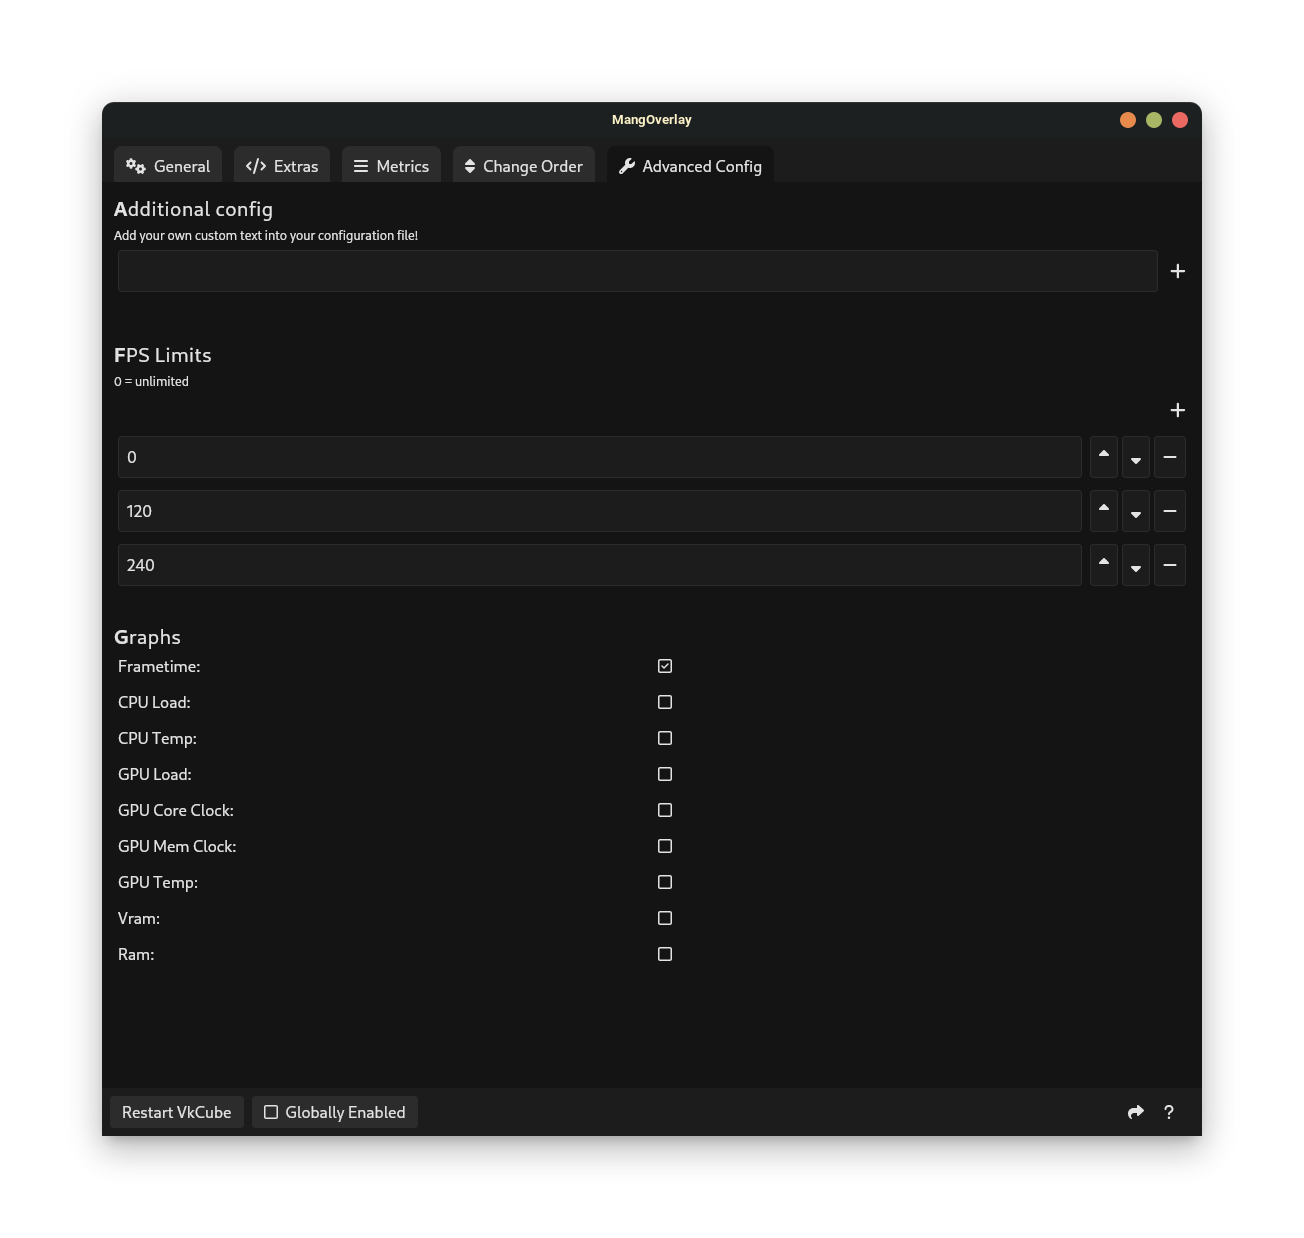 MangOverlay
General
Extras
Metrics
Change Order
Advanced Config
Additional config
Add your own custom text into your configuration file!
FPS Limits
0 = unlimited
0
120
240
Graphs
Frametime:
CPU Load:
CPU Temp:
GPU Load:
GPU Core Clock:
GPU Mem Clock:
GPU Temp:
Vram:
Ram:
Restart VkCube
Globally Enabled
?